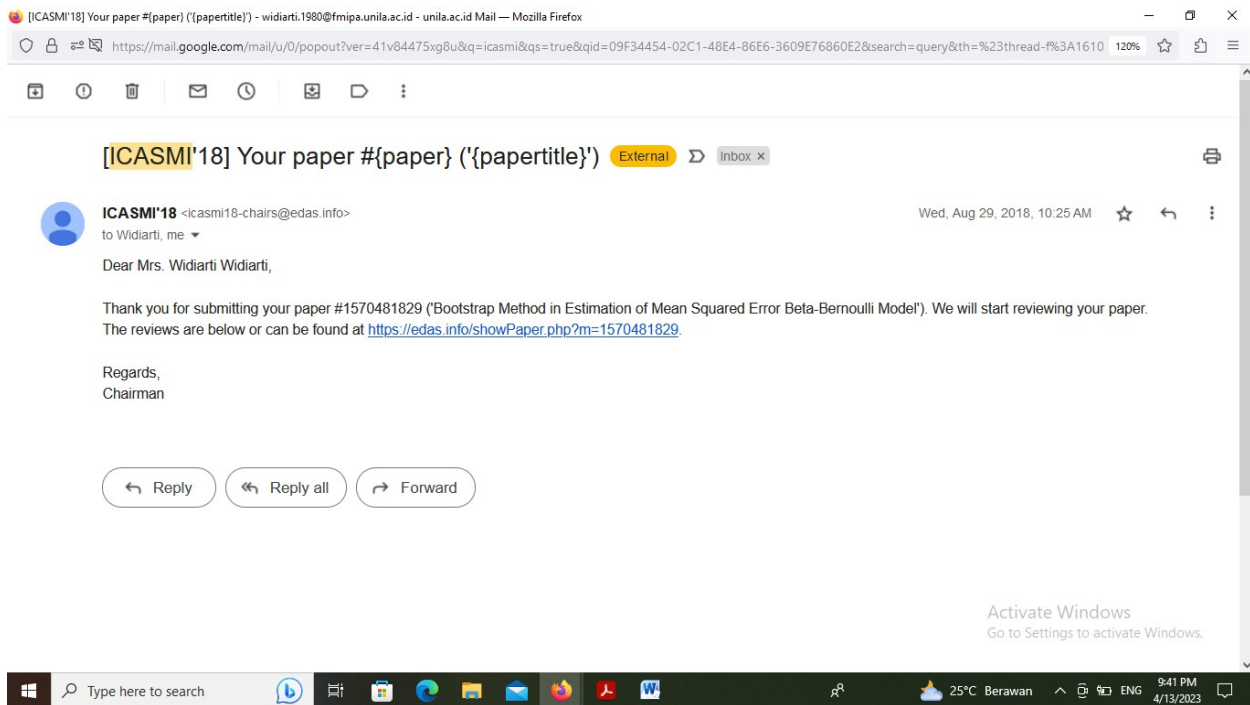 [ICASMI'18] Your paper #{paper} ('{papertitle}') - widiarti.1980@fmipa.unila.ac.id - unila.ac.id Mail — Mozilla Firefox
https://mail.google.com/mail/u/0/popout?ver=41v84475xg8u&q=icasmi&qs=true&qid=09F34454-02C1-48E4-86E6-3609E76860E2&search=query&th=%23thread-f%3A1610 120%
[ICASMI'18] Your paper #{paper} ('{papertitle}') External Inbox ×
ICASMI'18 <icasmi18-chairs@edas.info> Wed, Aug 29, 2018, 10:25 AM
to Widiarti, me
Dear Mrs. Widiarti Widiarti,
Thank you for submitting your paper #1570481829 ('Bootstrap Method in Estimation of Mean Squared Error Beta-Bernoulli Model'). We will start reviewing your paper.
The reviews are below or can be found at https://edas.info/showPaper.php?m=1570481829.
Regards,
Chairman
Reply Reply all Forward
Activate Windows
Go to Settings to activate Windows.
Type here to search 25°C Berawan ENG 9:41 PM
4/13/2023